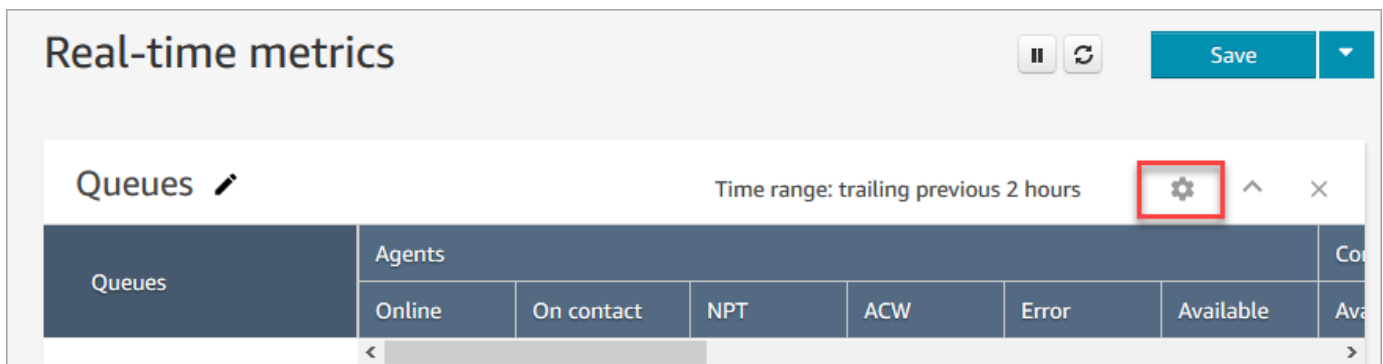 Real-time metrics
Save
Queues
Time range: trailing previous 2 hours
Queues
Agents
Online
On contact
NPT
ACW
Error
Available